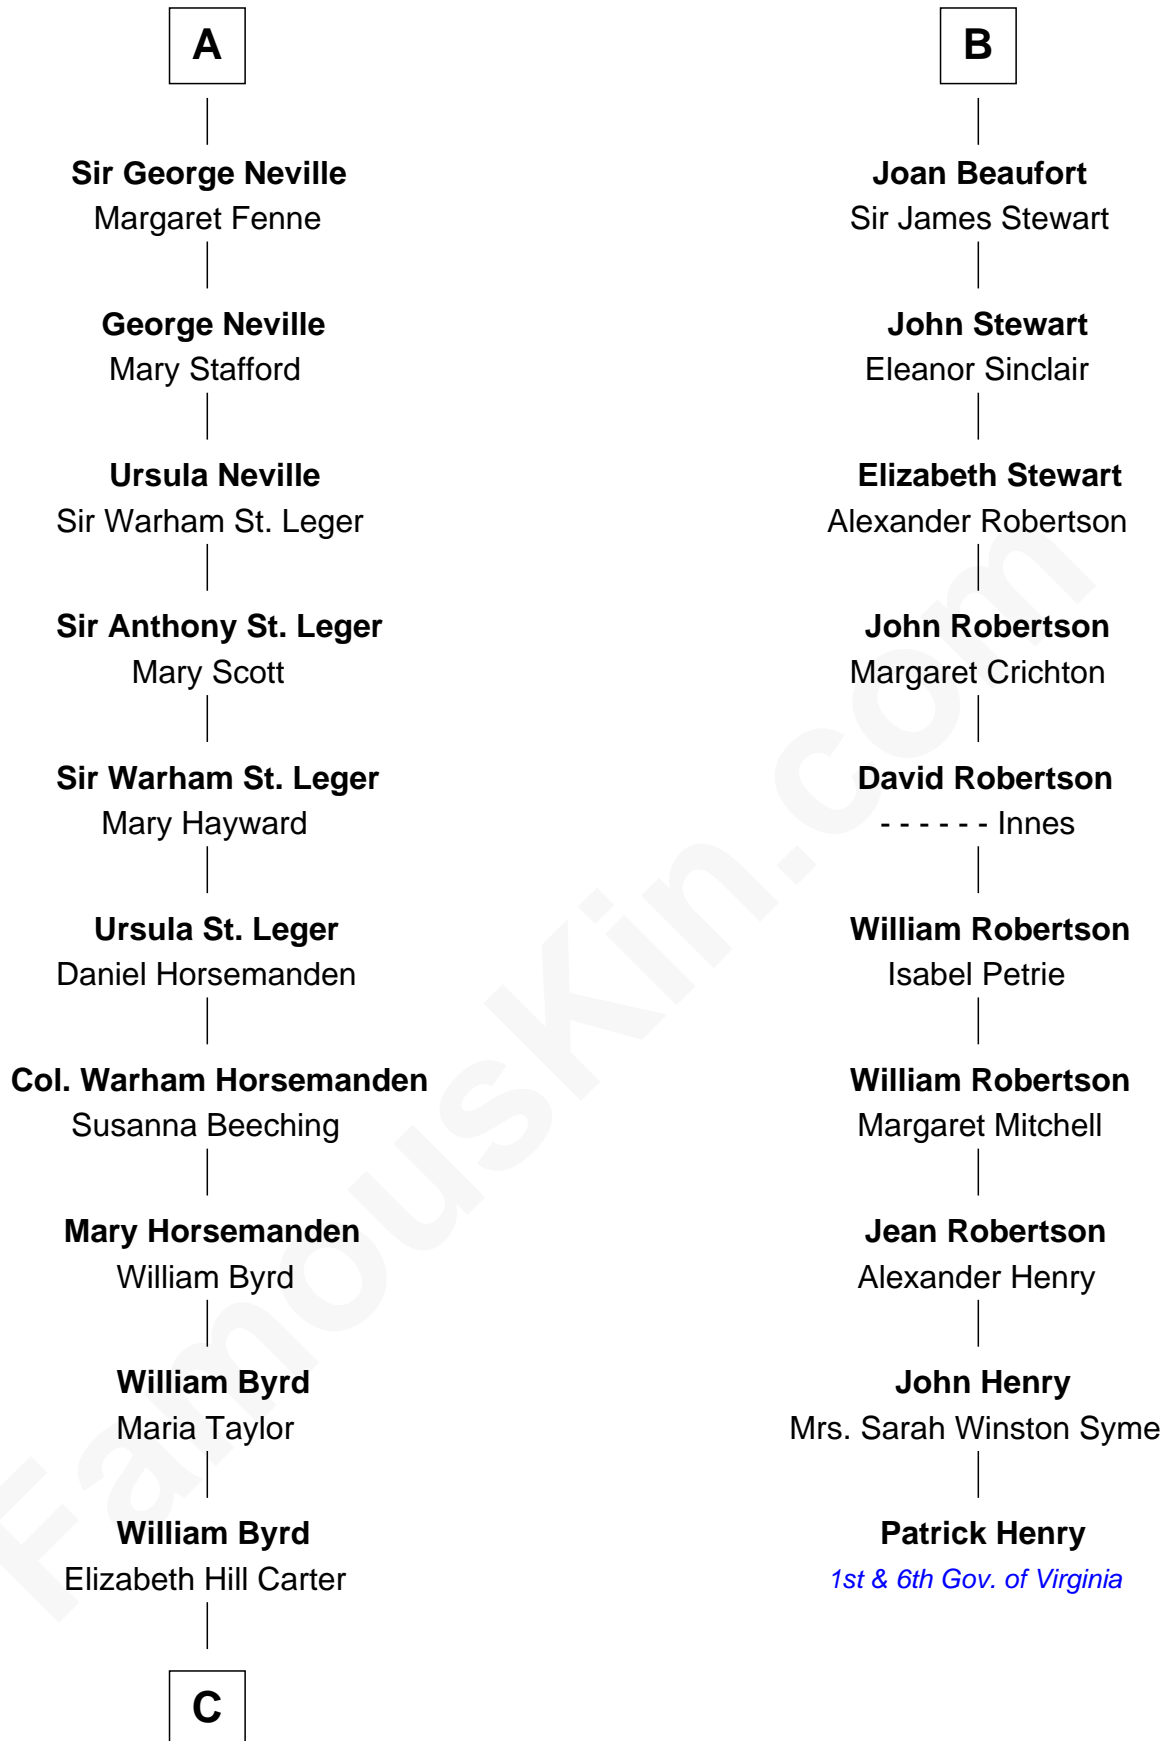 A
Sir George Neville
Margaret Fenne
George Neville
Mary Stafford
Ursula Neville
Sir Warham St. Leger
Sir Anthony St. Leger
Mary Scott
Sir Warham St. Leger
Mary Hayward
Ursula St. Leger
Daniel Horsemanden
Col. Warham Horsemanden
Susanna Beeching
Mary Horsemanden
William Byrd
William Byrd
Maria Taylor
William Byrd
Elizabeth Hill Carter
C
B
Joan Beaufort
Sir James Stewart
John Stewart
Eleanor Sinclair
Elizabeth Stewart
Alexander Robertson
John Robertson
Margaret Crichton
David Robertson
- - - - - - Innes
William Robertson
Isabel Petrie
William Robertson
Margaret Mitchell
Jean Robertson
Alexander Henry
John Henry
Mrs. Sarah Winston Syme
Patrick Henry
1st & 6th Gov. of Virginia
FamousKin.com